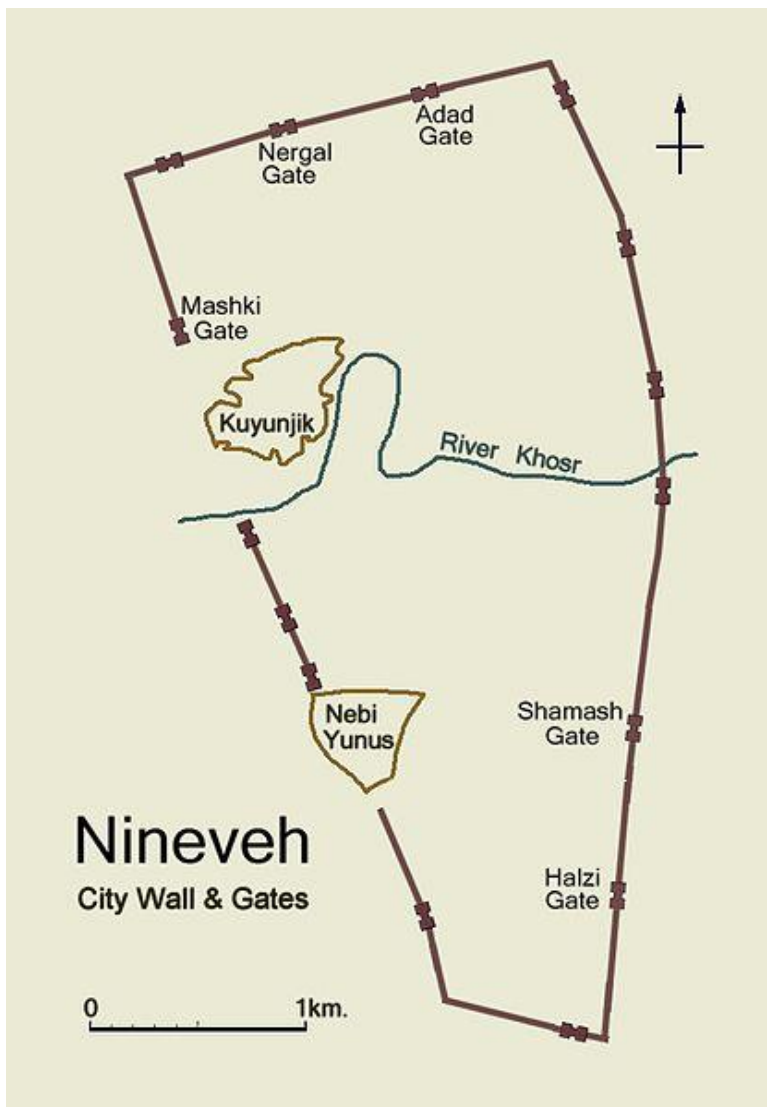 Adad
Gate
Nergal
Gate
Mashki
Gate
Kuyunjik
River Khosr
Shamash
Gate
Nebi
Yunus
Nineveh
City Wall & Gates
Halzi
Gate
0 1km.